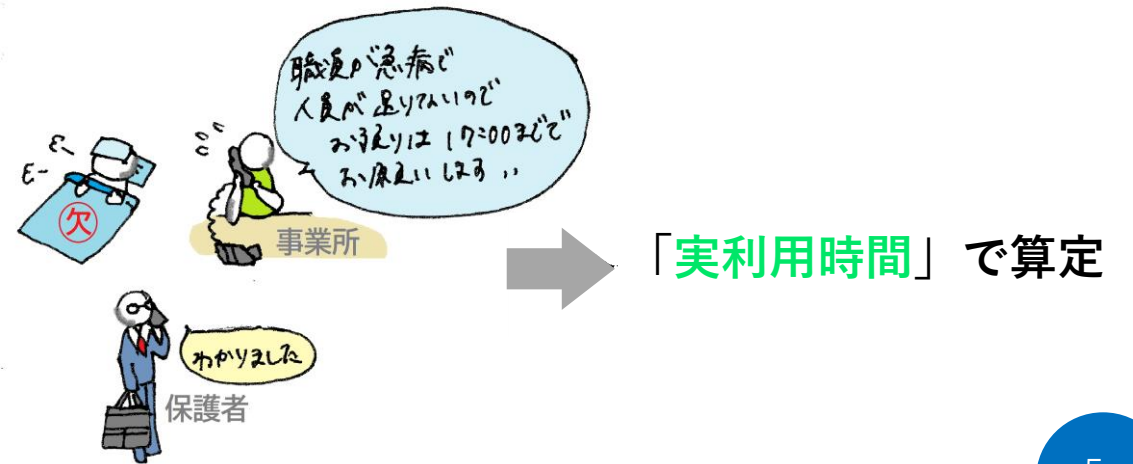 職員が急病で
人員が足りないので
お預りは17:00までで
お願いします
欠
事業所
わかりました
保護者
「実利用時間」で算定
5